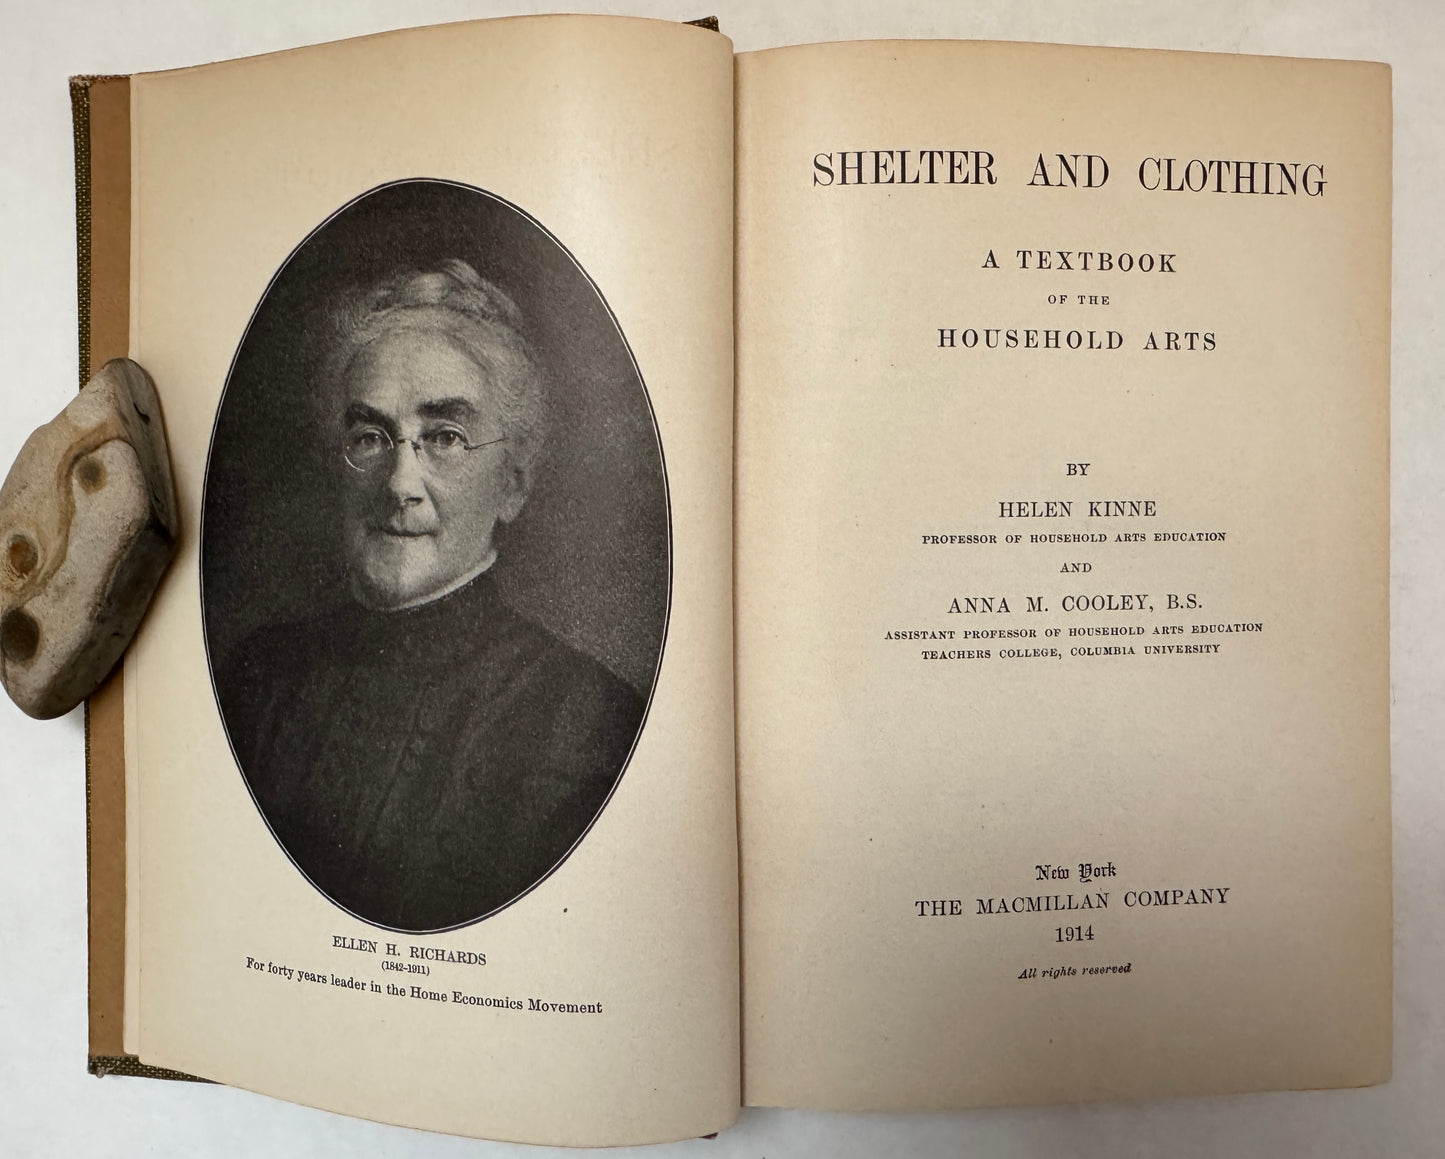 ELLEN H. RICHARDS
(1842–1911)
For forty years leader in the Home Economics Movement
SHELTER AND CLOTHING
A TEXTBOOK
OF THE
HOUSEHOLD ARTS
BY
HELEN KINNE
PROFESSOR OF HOUSEHOLD ARTS EDUCATION
AND
ANNA M. COOLEY, B.S.
ASSISTANT PROFESSOR OF HOUSEHOLD ARTS EDUCATION
TEACHERS COLLEGE, COLUMBIA UNIVERSITY
New York
THE MACMILLAN COMPANY
1914
All rights reserved